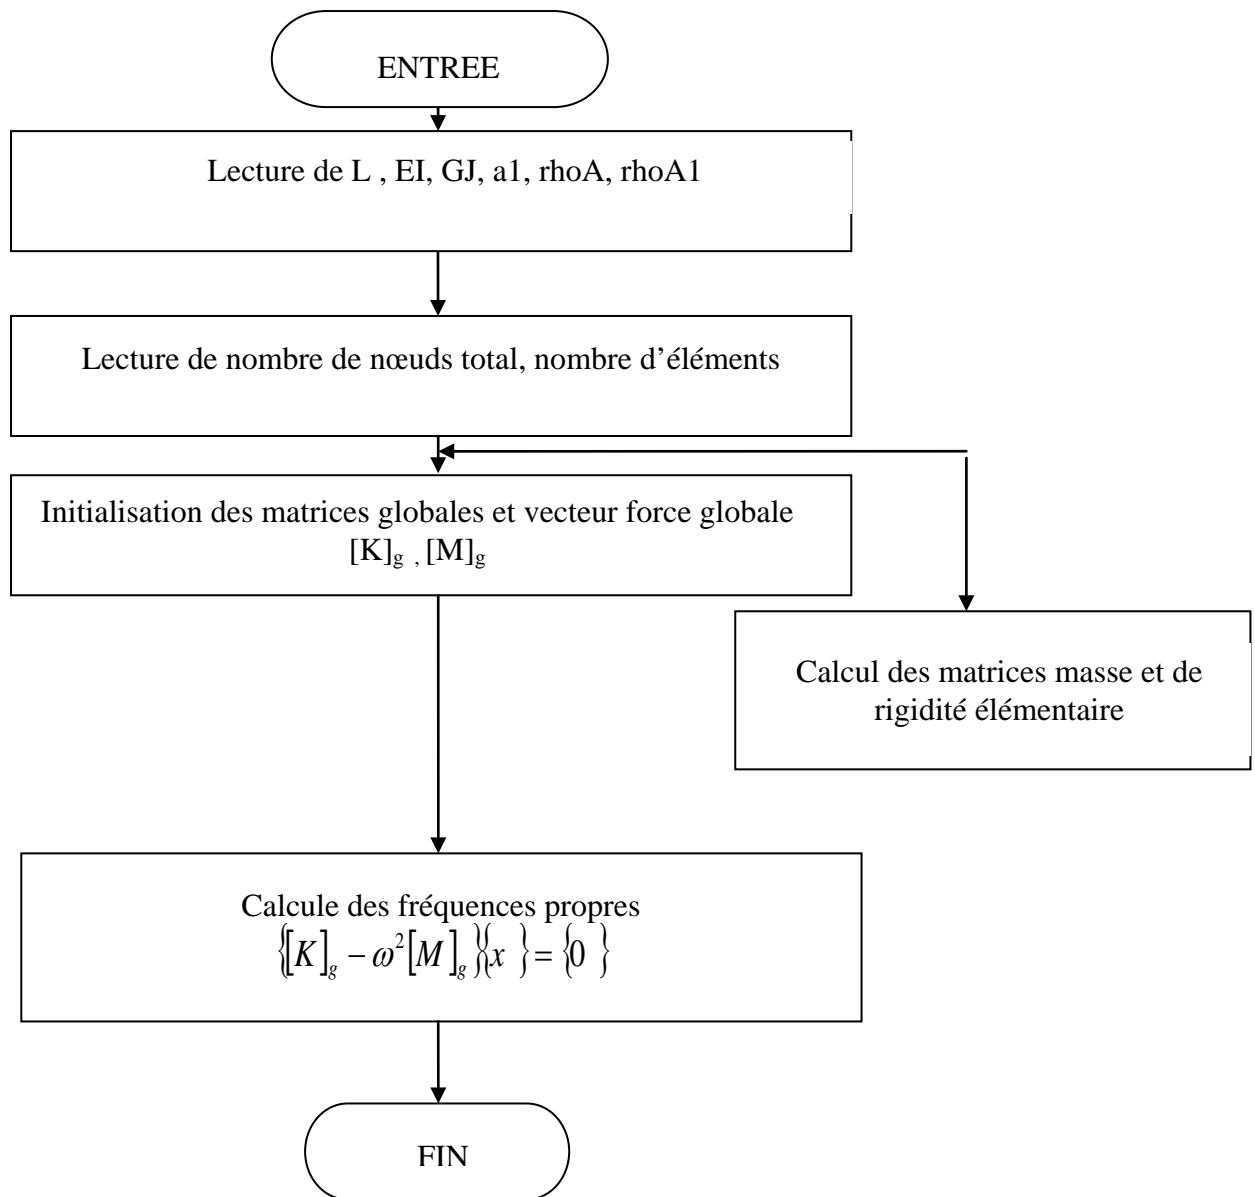 ENTREE
Lecture de L , EI, GJ, a1, rhoA, rhoA1
Lecture de nombre de nœuds total, nombre d’éléments
Initialisation des matrices globales et vecteur force globale
[K]g , [M]g
Calcul des matrices masse et de
rigidité élémentaire
Calcule des fréquences propres
{[K]g − ω²[M]g}{x } = {0 }
FIN